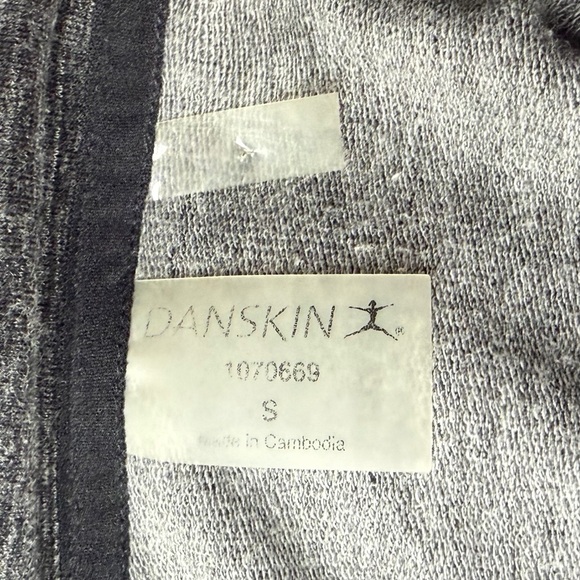 DANSKIN ®
1070669
S
Made in Cambodia